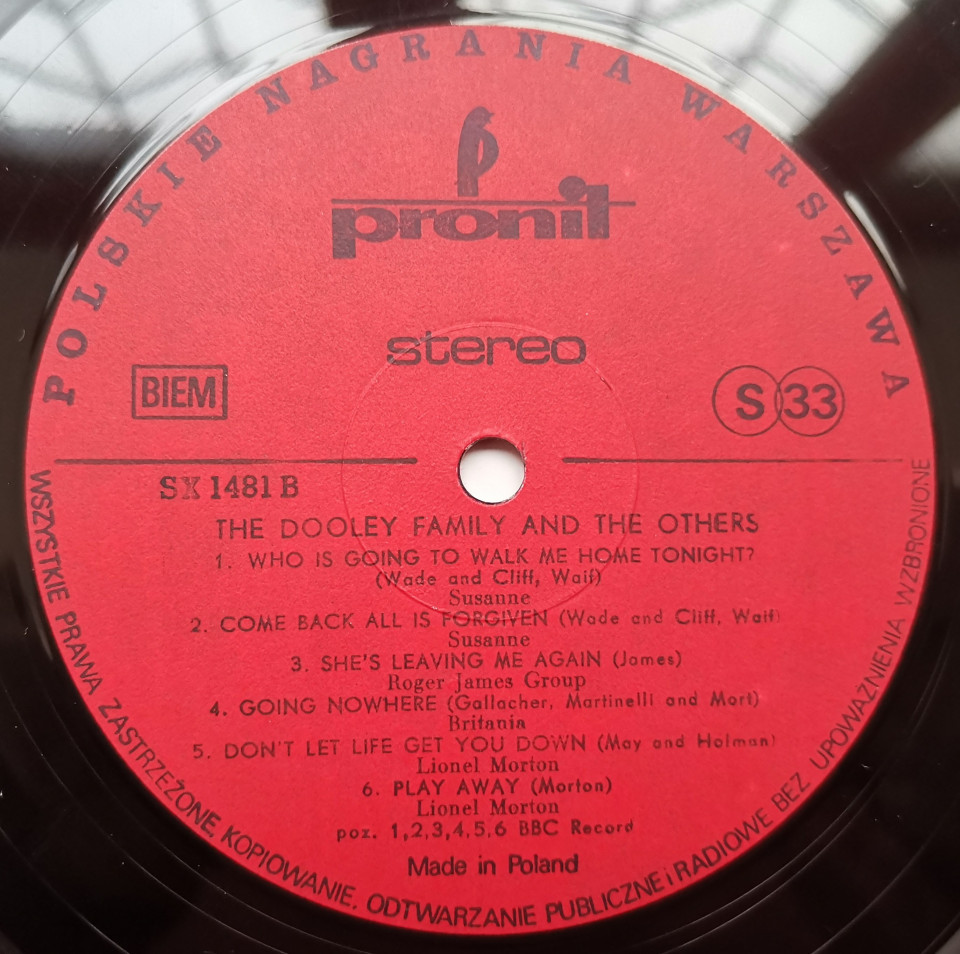 POLSKIE NAGRANIA WARSZAWA
pronit
stereo
BIEM
S 33
SX 1481 B
THE DOOLEY FAMILY AND THE OTHERS
1. WHO IS GOING TO WALK ME HOME TONIGHT?
(Wade and Cliff, Waif)
Susanne
2. COME BACK ALL IS FORGIVEN (Wade and Cliff, Waif)
Susanne
3. SHE'S LEAVING ME AGAIN (James)
Roger James Group
4. GOING NOWHERE (Gallacher, Martinelli and Mort)
Britania
5. DON'T LET LIFE GET YOU DOWN (May and Holman)
Lionel Morton
6. PLAY AWAY (Morton)
Lionel Morton
poz. 1,2,3,4,5,6 BBC Record
Made in Poland
WSZYSTKIE PRAWA ZASTRZEŻONE, KOPIOWANIE, ODTWARZANIE PUBLICZNE i RADIOWE BEZ UPOWAŻNIENIA WZBRONIONE